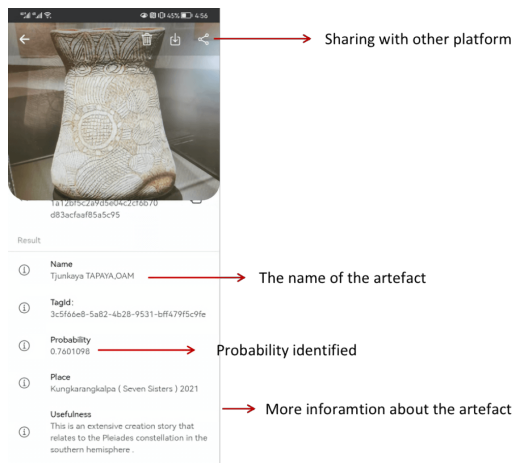 43% 4:56
Sharing with other platform
1a12bf5c2a9d5e04c2cf6b70
d83acfaaf85a5c95
Result
Name
Tjunkaya TAPAYA,OAM
The name of the artefact
TagId:
3c5f66e8-5a82-4b28-9531-bff479f5c9fe
Probability
0.7601098
Probability identified
Place
Kungkarangkalpa ( Seven Sisters ) 2021
More inforamtion about the artefact
Usefulness
This is an extensive creation story that
relates to the Pleiades constellation in the
southern hemisphere .